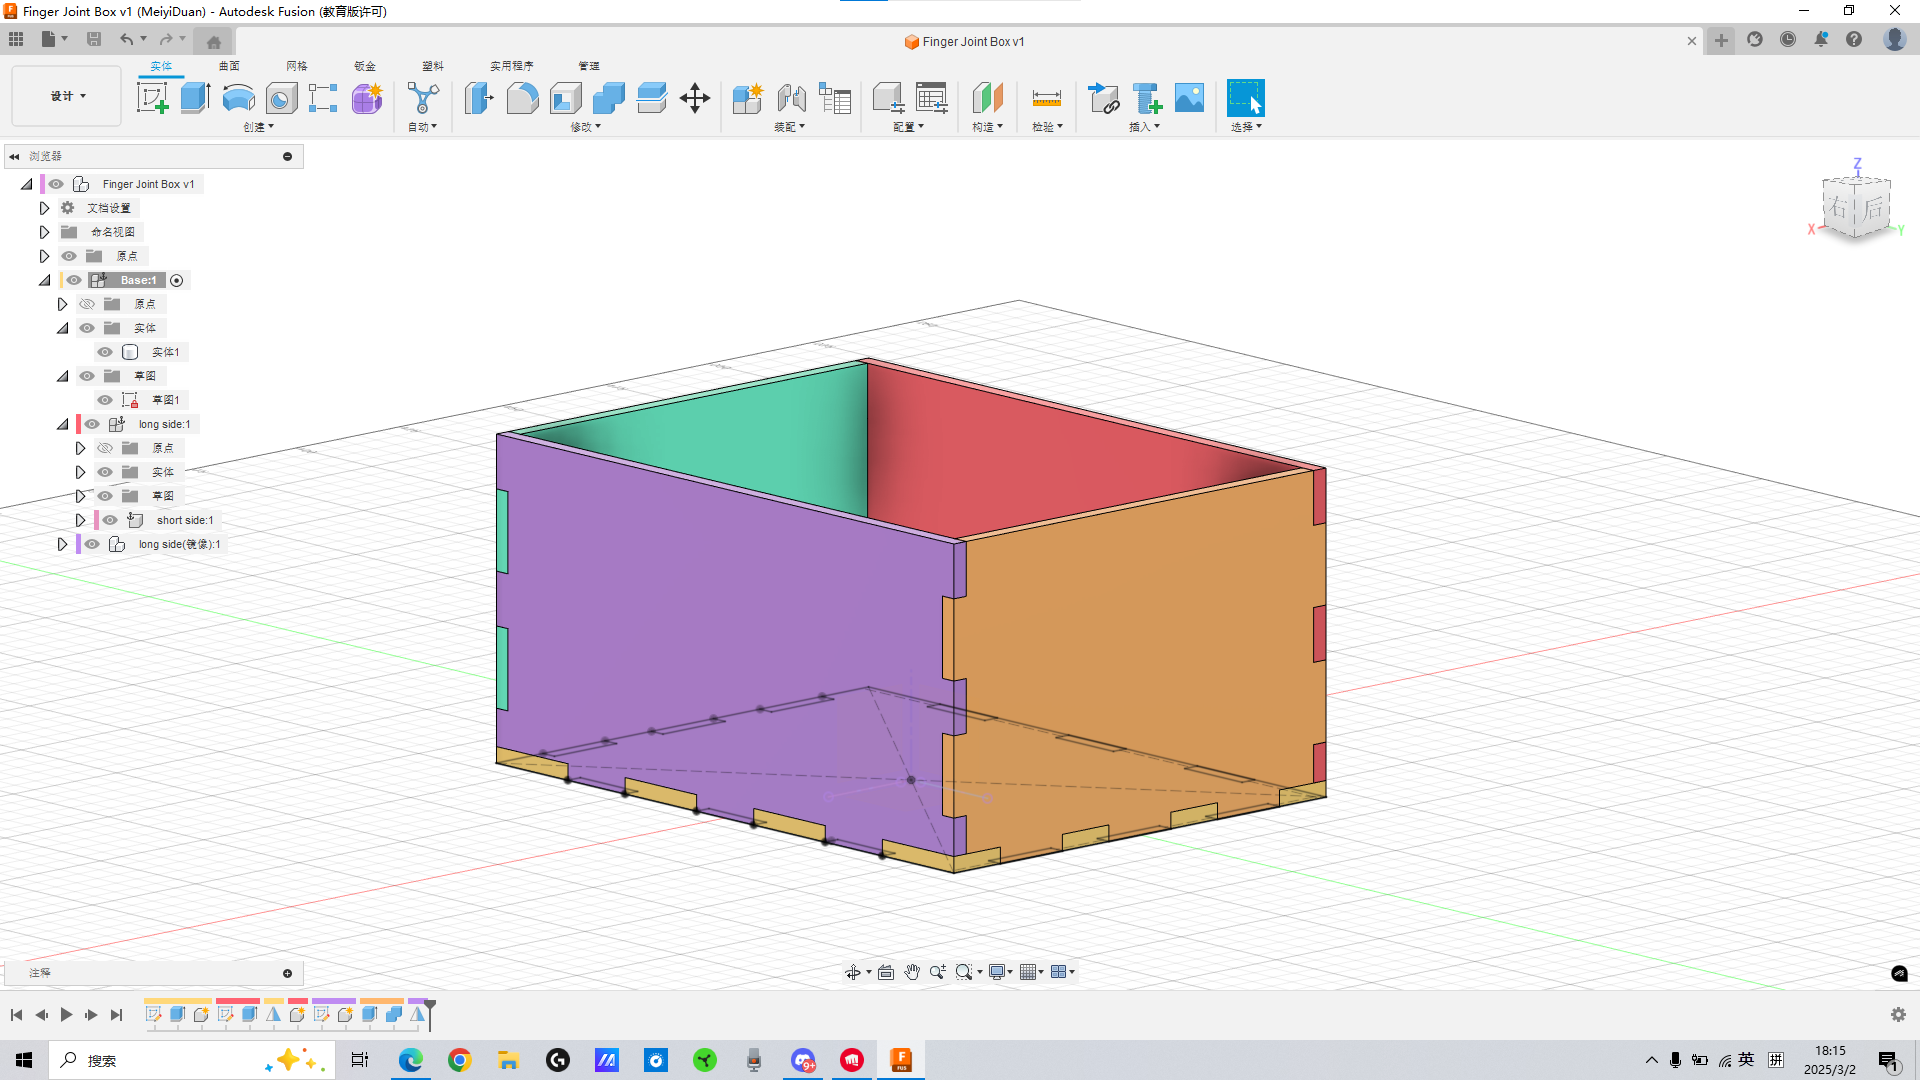 Finger Joint Box v1 (MeiyiDuan) - Autodesk Fusion (教育版许可)
Finger Joint Box v1
实体 曲面 网格 钣金 塑料 实用程序 管理
设计
创建 自动 修改 装配 配置 构造 检验 插入 选择
浏览器
Finger Joint Box v1
文档设置
命名视图
原点
Base:1
原点
实体
实体1
草图
草图1
long side:1
原点
实体
草图
short side:1
long side(镜像):1
Z
右 后
X
Y
注释
搜索
9+
F
FUS
英
拼
18:15
2025/3/2
1